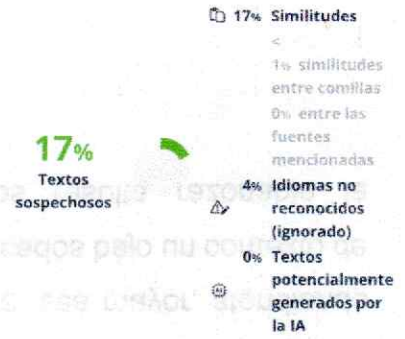 17% Similitudes
<
1% similitudes
entre comillas
0% entre las
fuentes
mencionadas
17%
Textos
sospechosos
4% Idiomas no
reconocidos
(ignorado)
0% Textos
potencialmente
generados por
la IA